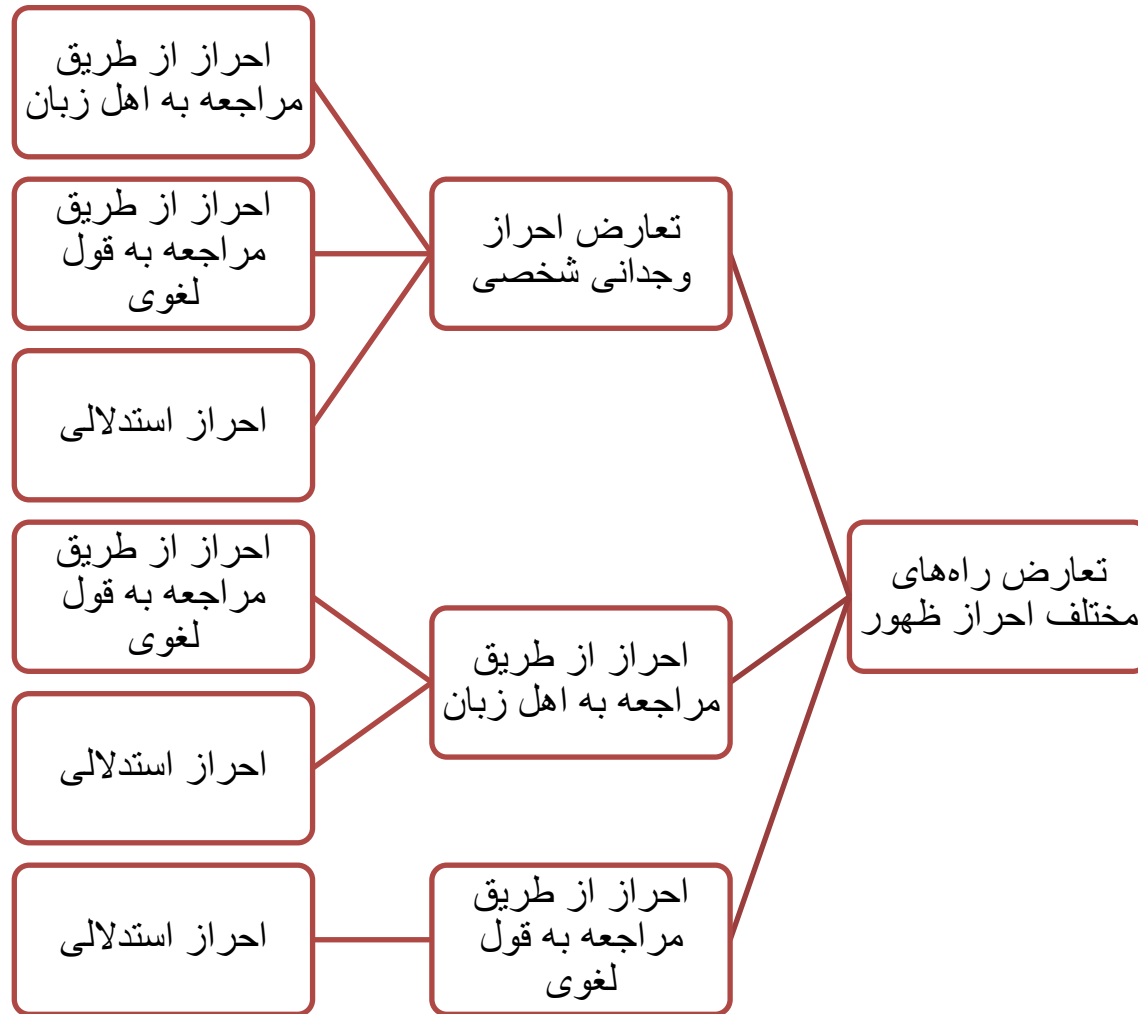 تعارض راه‌های
مختلف احراز ظهور
تعارض احراز
وجدانی شخصی
احراز از طریق
مراجعه به اهل زبان
احراز از طریق
مراجعه به قول
لغوی
احراز استدلالی
احراز از طریق
مراجعه به اهل زبان
احراز از طریق
مراجعه به قول
لغوی
احراز استدلالی
احراز از طریق
مراجعه به قول
لغوی
احراز استدلالی